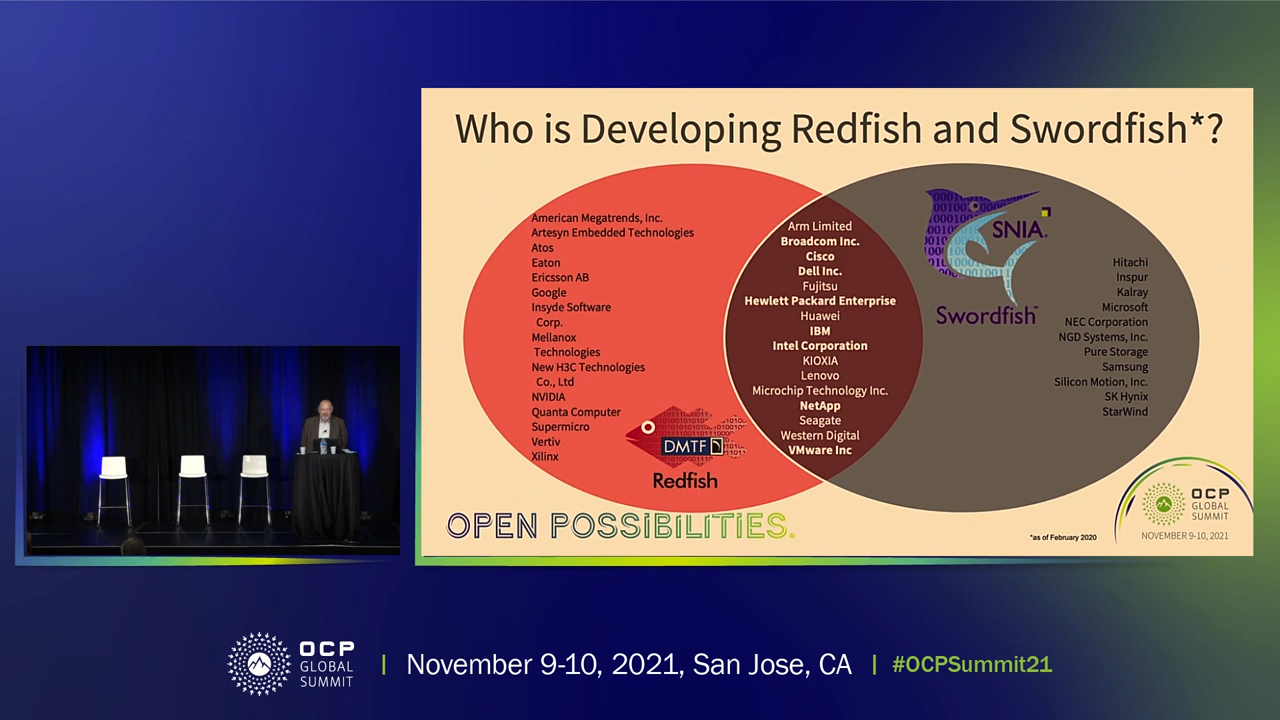 Who is Developing Redfish and Swordfish*?
American Megatrends, Inc.
Artesyn Embedded Technologies
Atos
Eaton
Ericsson AB
Google
Insyde Software
Corp.
Mellanox
Technologies
New H3C Technologies
Co., Ltd
NVIDIA
Quanta Computer
Supermicro
Vertiv
Xilinx
DMTF
Redfish
Arm Limited
Broadcom Inc.
Cisco
Dell Inc.
Fujitsu
Hewlett Packard Enterprise
Huawei
IBM
Intel Corporation
KIOXIA
Lenovo
Microchip Technology Inc.
NetApp
Seagate
Western Digital
VMware Inc
SNIA
Swordfish™
Hitachi
Inspur
Kalray
Microsoft
NEC Corporation
NGD Systems, Inc.
Pure Storage
Samsung
Silicon Motion, Inc.
SK Hynix
StarWind
OPEN POSSIBILITIES.
*as of February 2020
OCP
GLOBAL
SUMMIT
NOVEMBER 9-10, 2021
OCP
GLOBAL
SUMMIT
| November 9-10, 2021, San Jose, CA | #OCPSummit21